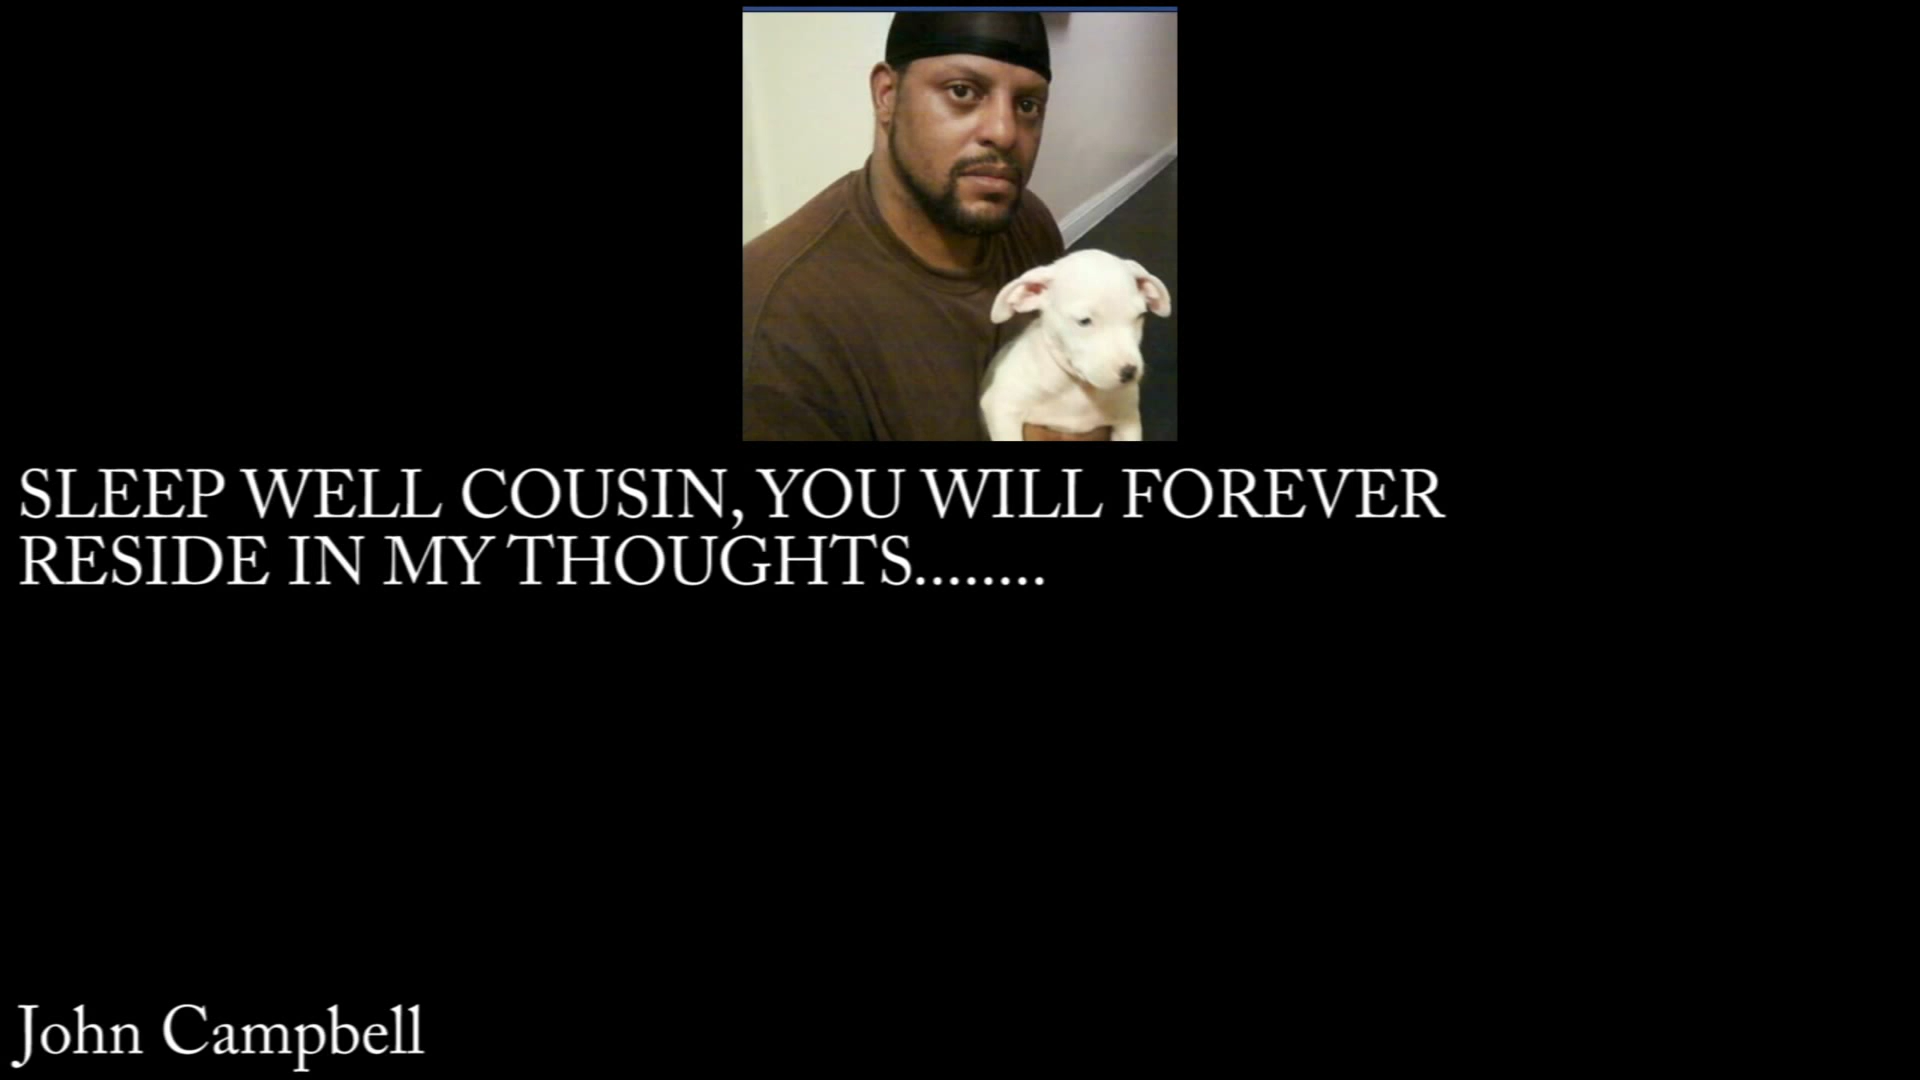 SLEEP WELL COUSIN, YOU WILL FOREVER
RESIDE IN MY THOUGHTS........
John Campbell